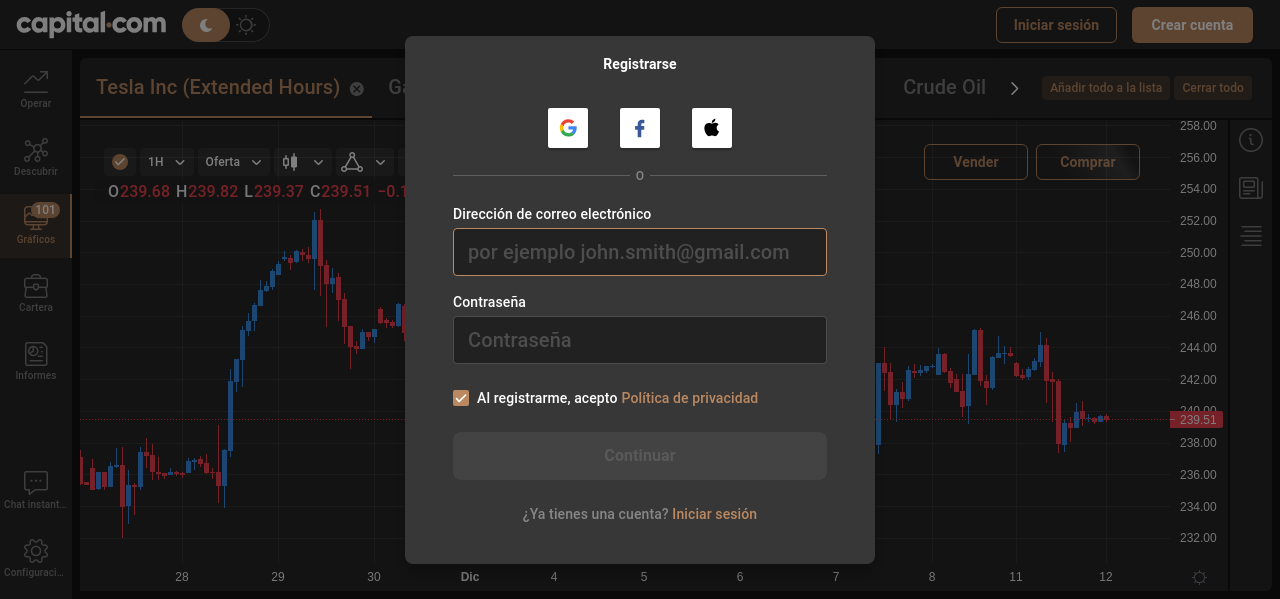 capital.com
Iniciar sesión
Crear cuenta
Registrarse
Tesla Inc (Extended Hours)
Crude Oil
Añadir todo a la lista
Cerrar todo
Operar
Descubrir
101
Gráficos
Cartera
Informes
Chat instant...
Configuraci...
1H
Oferta
O239.68 H239.82 L239.37 C239.51
Vender
Comprar
O
Dirección de correo electrónico
por ejemplo john.smith@gmail.com
Contraseña
Contraseña
Al registrarme, acepto Política de privacidad
Continuar
¿Ya tienes una cuenta? Iniciar sesión
258.00
256.00
254.00
252.00
250.00
248.00
246.00
244.00
242.00
240.00
239.51
238.00
236.00
234.00
232.00
28 29 30 Dic 4 5 6 7 8 11 12